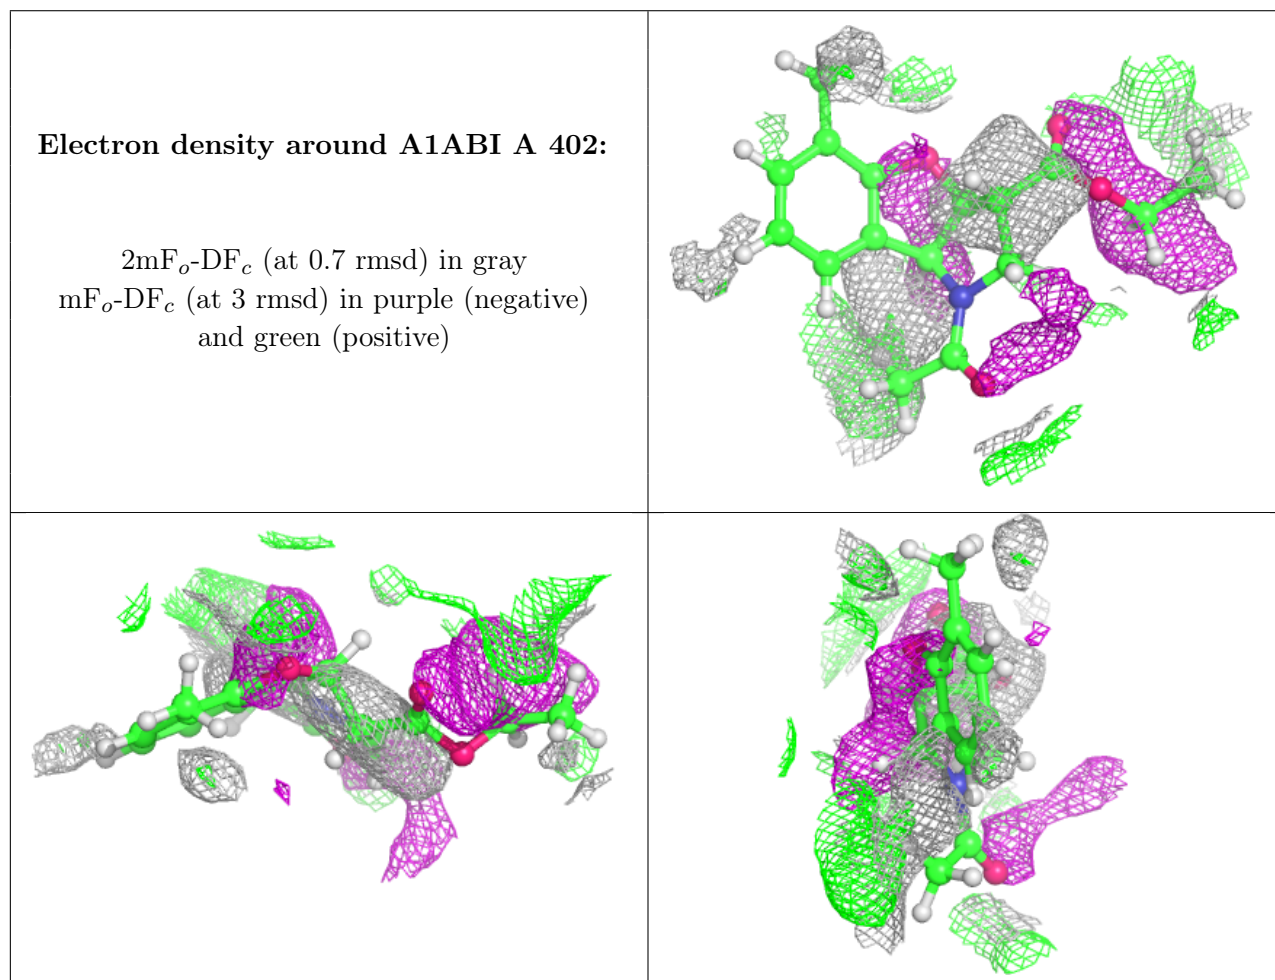 Electron density around A1ABI A 402:
2mFo-DFc (at 0.7 rmsd) in gray
mFo-DFc (at 3 rmsd) in purple (negative)
and green (positive)